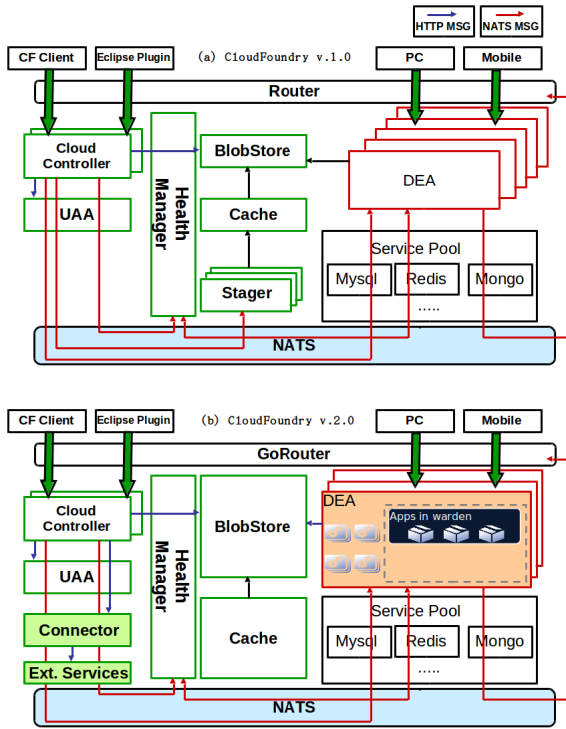 HTTP MSG
NATS MSG
CF Client
Eclipse Plugin
(a) CloudFoundry v.1.0
PC
Mobile
Router
Cloud
Controller
Health
Manager
BlobStore
DEA
UAA
Cache
Service Pool
Mysql
Redis
Mongo
.....
Stager
NATS
CF Client
Eclipse Plugin
(b) CloudFoundry v.2.0
PC
Mobile
GoRouter
Cloud
Controller
Health
Manager
BlobStore
DEA
Apps in warden
UAA
Connector
Cache
Service Pool
Mysql
Redis
Mongo
.....
Ext. Services
NATS